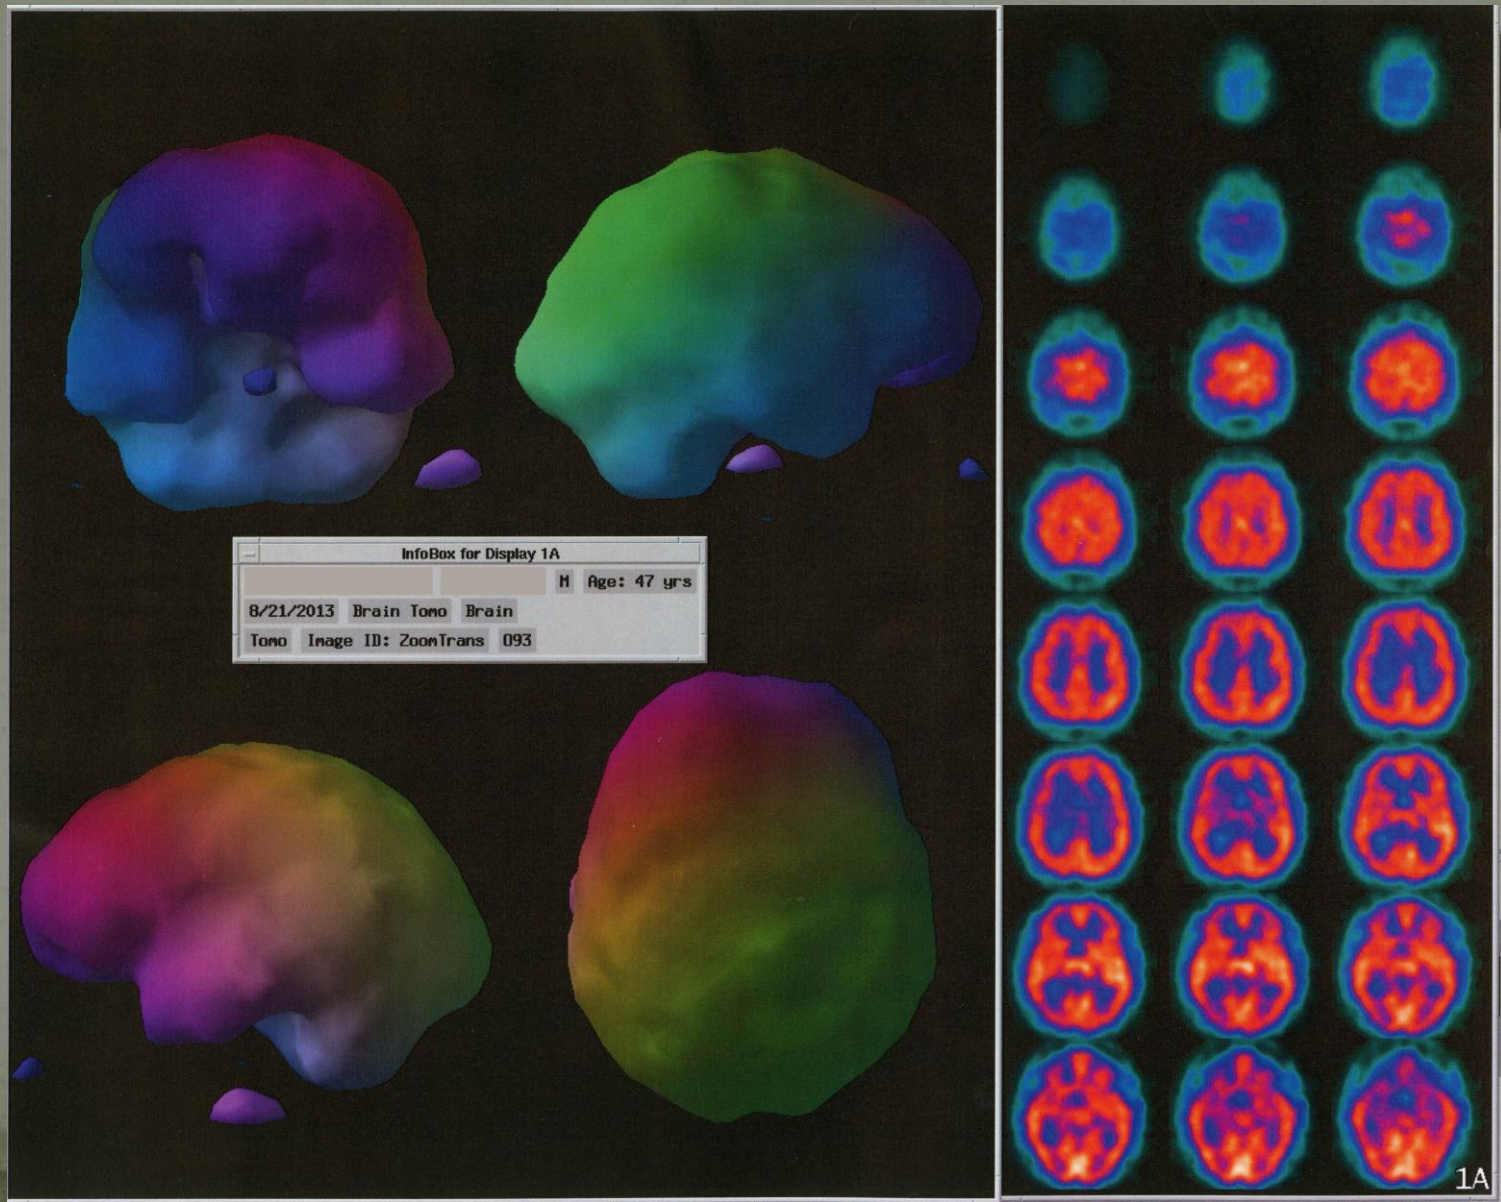 InfoBox for Display 1A
M Age: 47 yrs
8/21/2013 Brain Tomo Brain
Tomo Image ID: ZoomTrans 093
1A